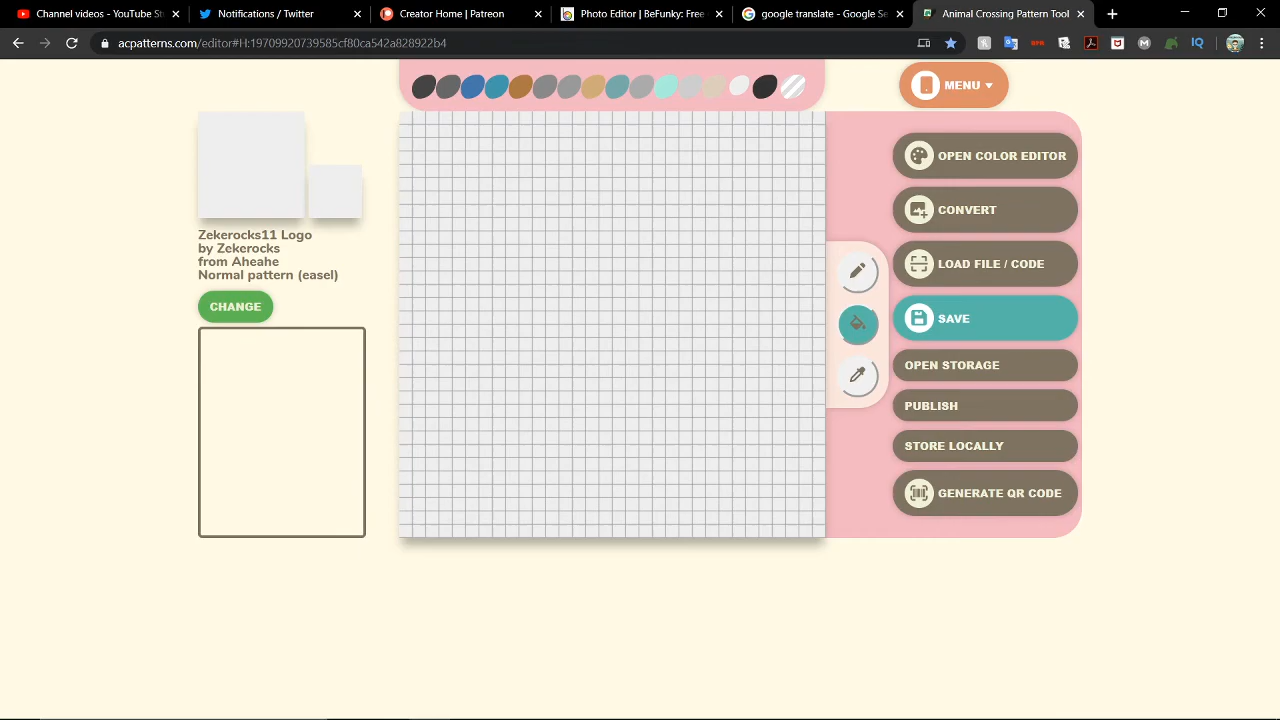 Channel videos - YouTube St
Notifications / Twitter
Creator Home | Patreon
Photo Editor | BeFunky: Free
google translate - Google Se
Animal Crossing Pattern Tool
acpatterns.com/editor#H:19709920739585cf80ca542a828922b4
MENU
OPEN COLOR EDITOR
CONVERT
LOAD FILE / CODE
SAVE
OPEN STORAGE
PUBLISH
STORE LOCALLY
GENERATE QR CODE
Zekerocks11 Logo
by Zekerocks
from Aheahe
Normal pattern (easel)
CHANGE